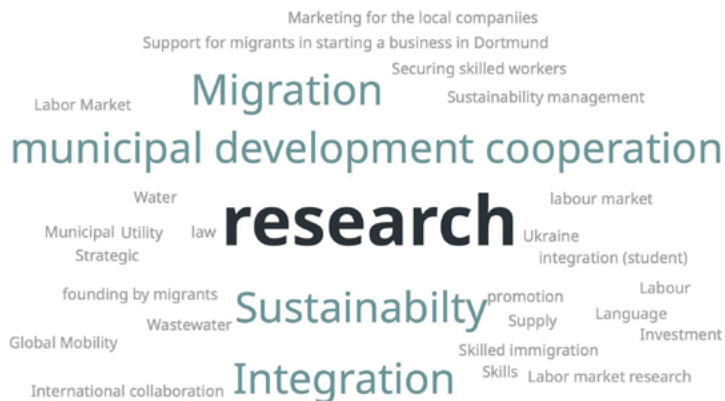 Marketing for the local companiies
Support for migrants in starting a business in Dortmund
Securing skilled workers
Migration
Labor Market
Sustainability management
municipal development cooperation
Water
labour market
research
Municipal Utility
law
Ukraine
Strategic
integration (student)
founding by migrants
Sustainabilty
promotion
Labour
Wastewater
Supply
Language
Investment
Global Mobility
Skilled immigration
Integration
Skills
Labor market research
International collaboration